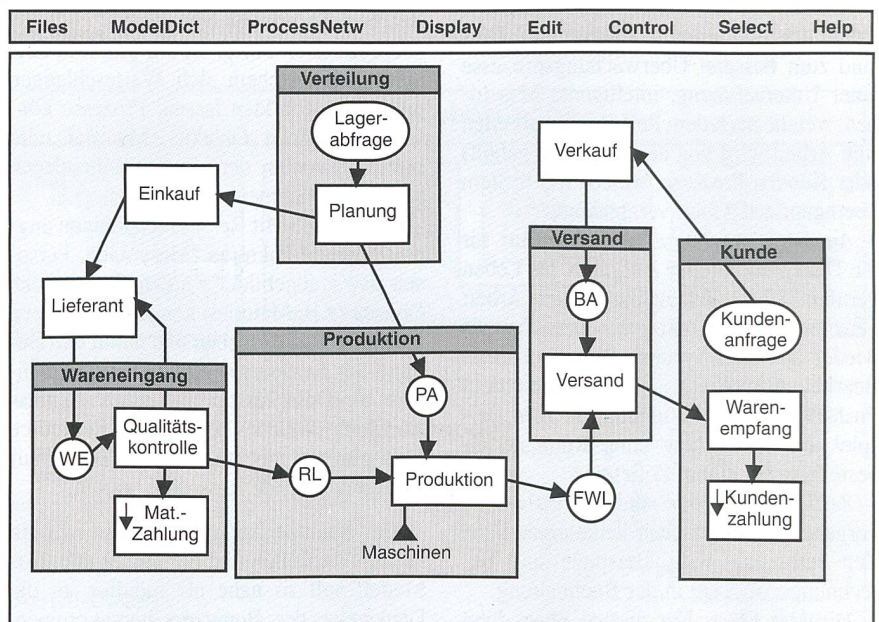 Files ModelDict ProcessNetw Display Edit Control Select Help
Verteilung
Lager-
abfrage
Planung
Einkauf
Lieferant
Verkauf
Versand
BA
Versand
Kunde
Kunden-
anfrage
Waren-
empfang
Kunden-
zahlung
Produktion
PA
Wareneingang
Qualitäts-
kontrolle
WE
RL
Produktion
FWL
Mat.-
Zahlung
Maschinen